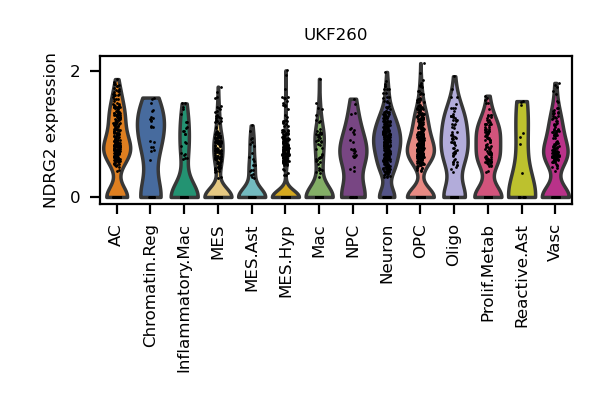 UKF260
NDRG2 expression
2
0
AC
Chromatin.Reg
Inflammatory.Mac
MES
MES.Ast
MES.Hyp
Mac
NPC
Neuron
OPC
Oligo
Prolif.Metab
Reactive.Ast
Vasc